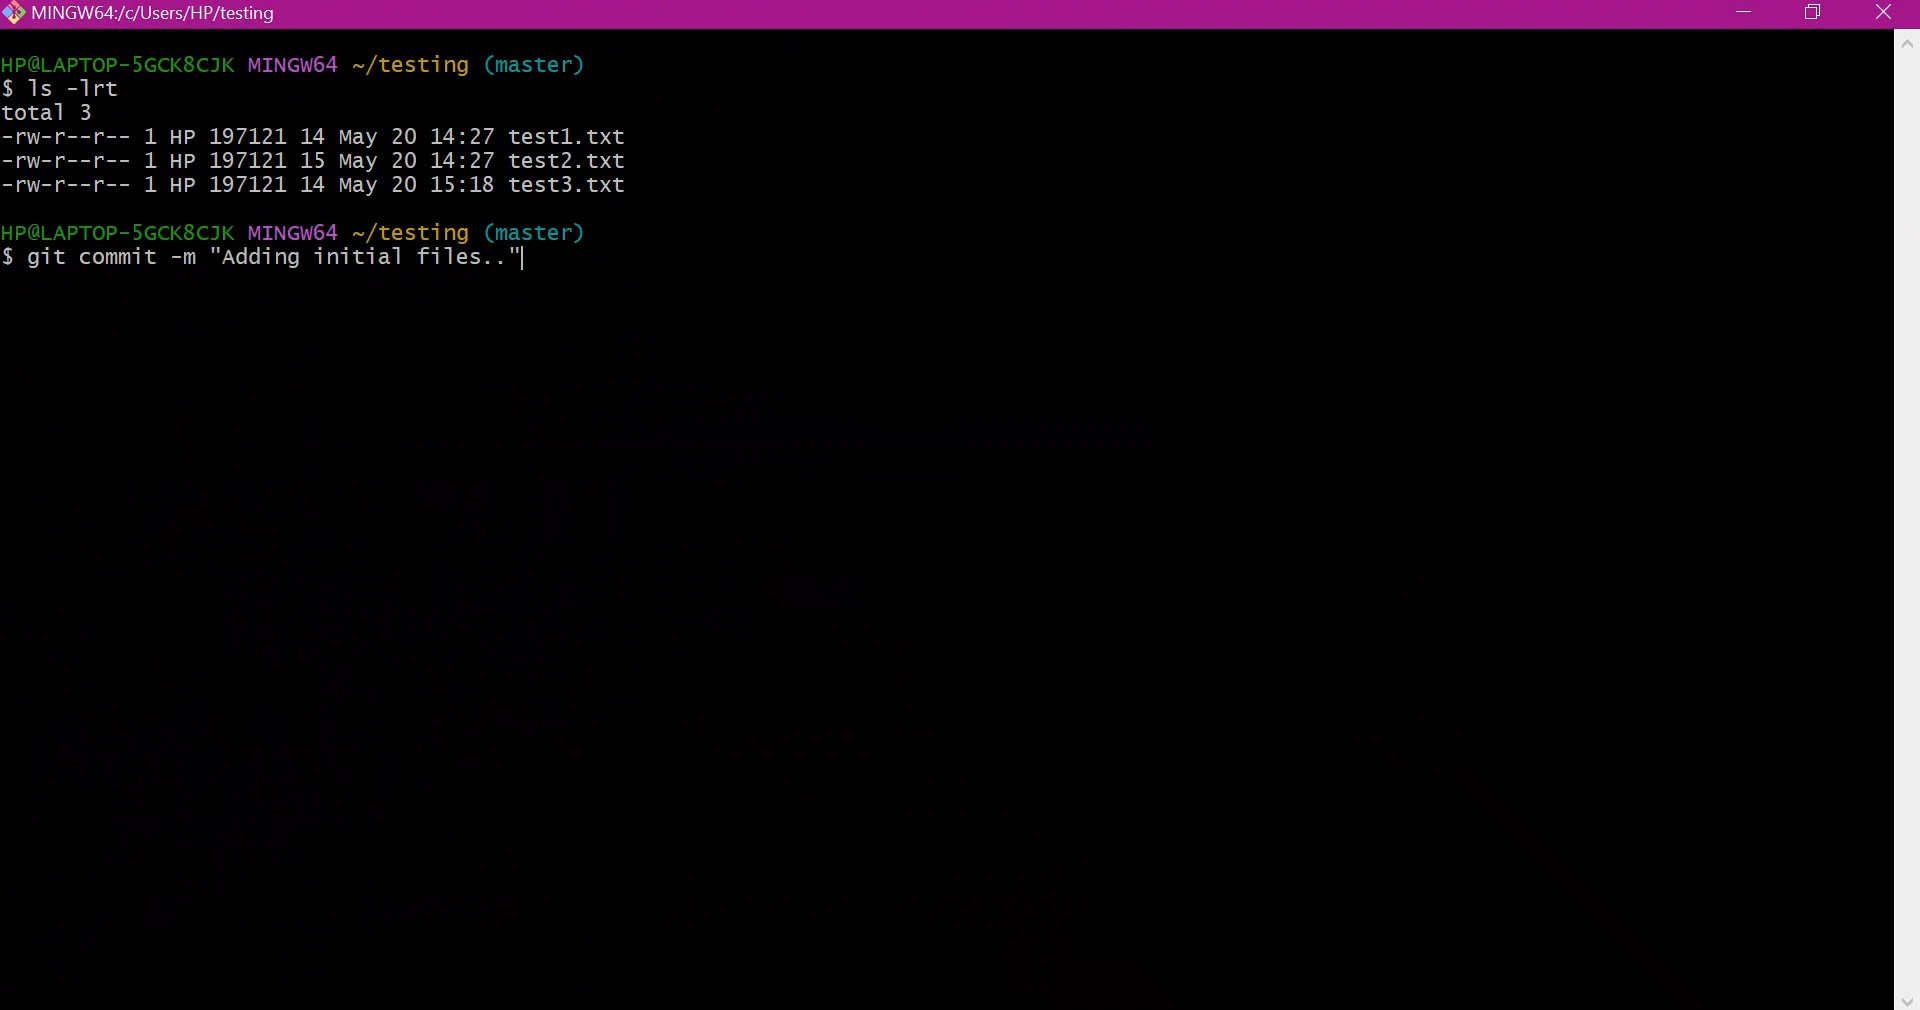 MINGW64:/c/Users/HP/testing
HP@LAPTOP-5GCK8CJK MINGW64 ~/testing (master)
$ ls -lrt
total 3
-rw-r--r-- 1 HP 197121 14 May 20 14:27 test1.txt
-rw-r--r-- 1 HP 197121 15 May 20 14:27 test2.txt
-rw-r--r-- 1 HP 197121 14 May 20 15:18 test3.txt
HP@LAPTOP-5GCK8CJK MINGW64 ~/testing (master)
$ git commit -m "Adding initial files.."